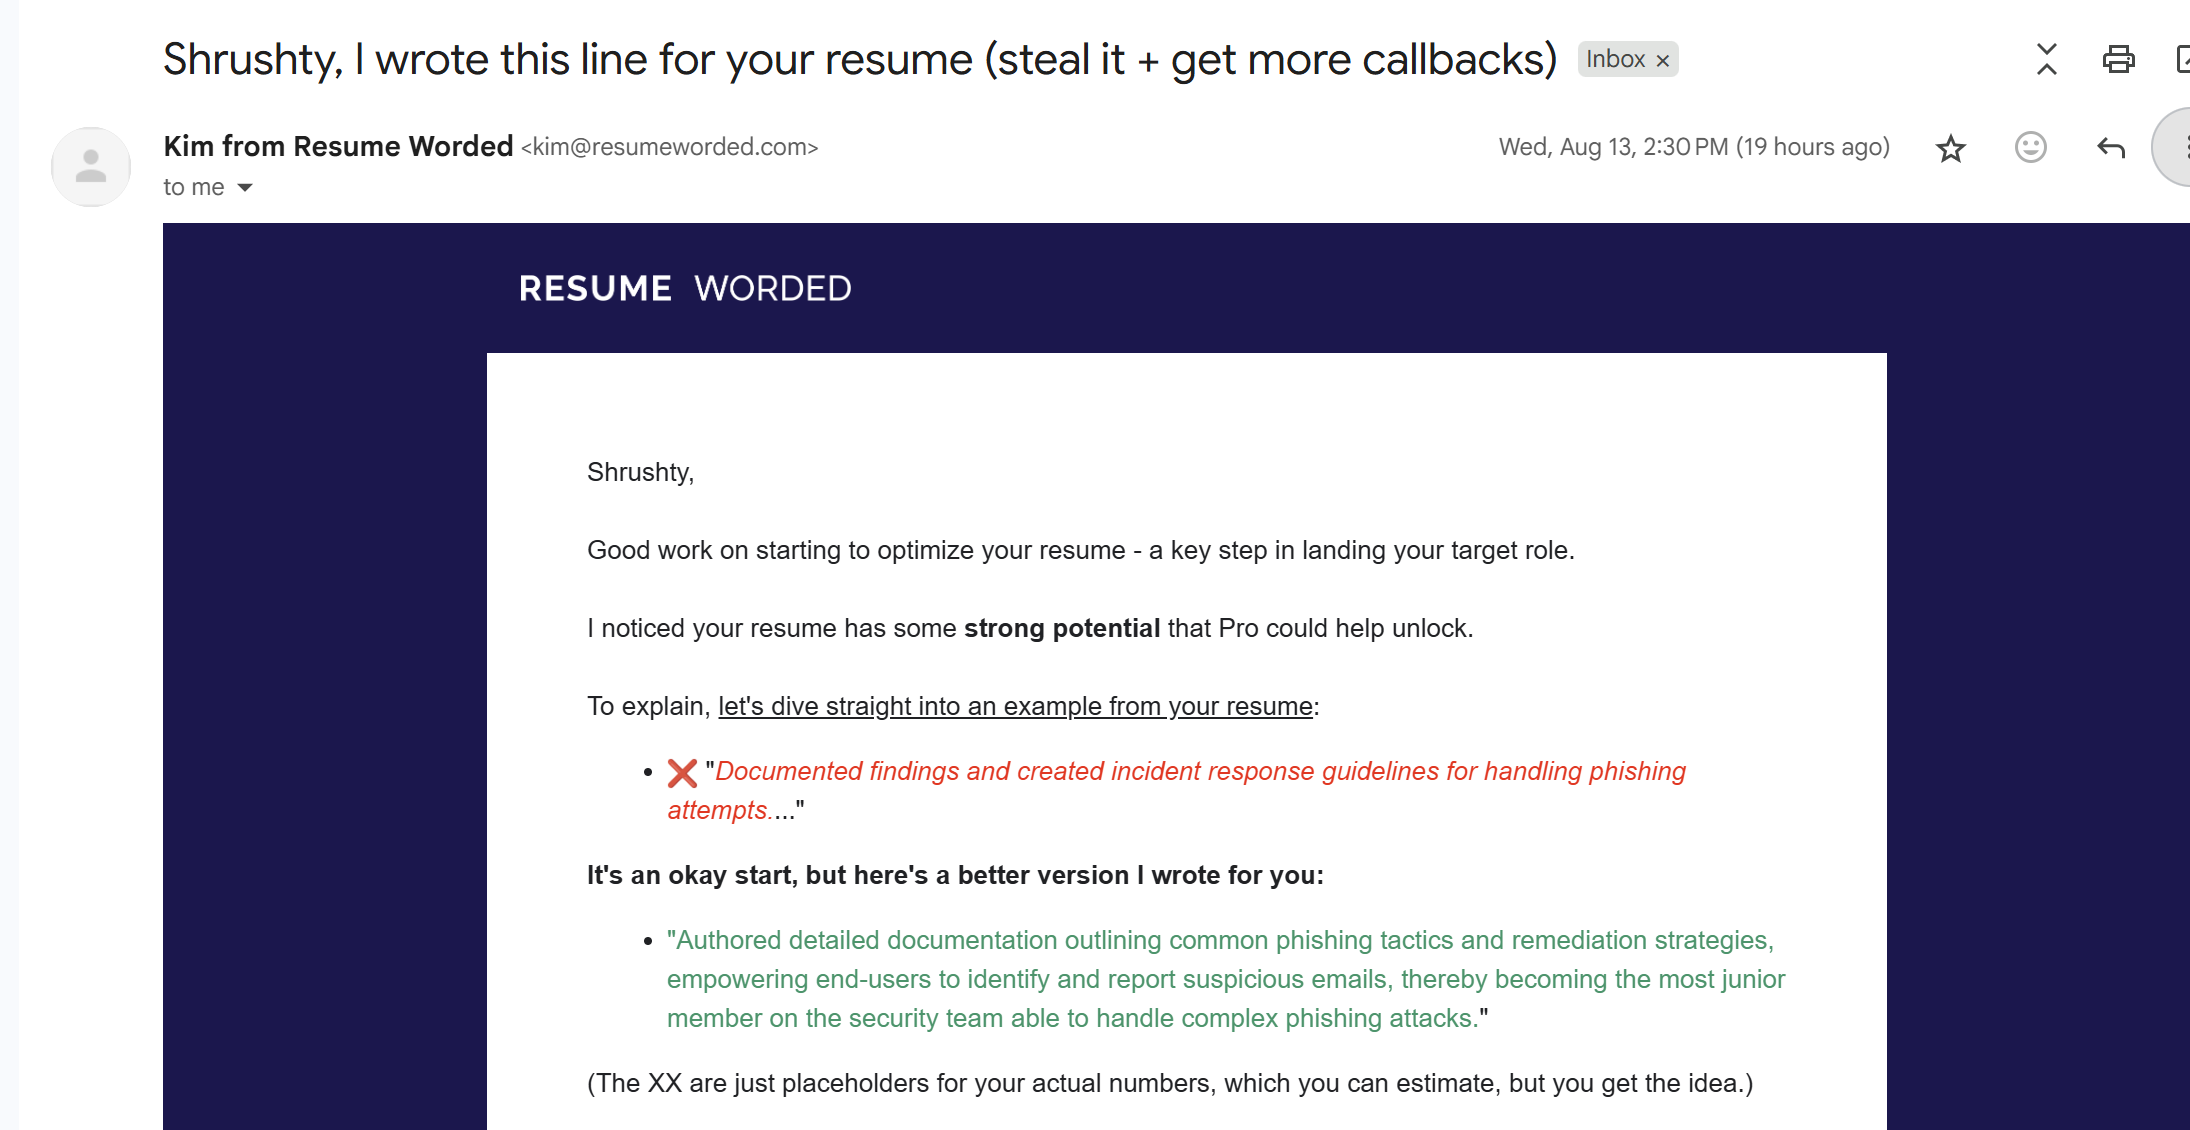 Shrushty, I wrote this line for your resume (steal it + get more callbacks) Inbox ×
Kim from Resume Worded <kim@resumeworded.com> Wed, Aug 13, 2:30 PM (19 hours ago)
to me
RESUME WORDED
Shrushty,
Good work on starting to optimize your resume - a key step in landing your target role.
I noticed your resume has some strong potential that Pro could help unlock.
To explain, let's dive straight into an example from your resume:
• ❌ "Documented findings and created incident response guidelines for handling phishing
attempts...."
It's an okay start, but here's a better version I wrote for you:
• "Authored detailed documentation outlining common phishing tactics and remediation strategies,
empowering end-users to identify and report suspicious emails, thereby becoming the most junior
member on the security team able to handle complex phishing attacks."
(The XX are just placeholders for your actual numbers, which you can estimate, but you get the idea.)